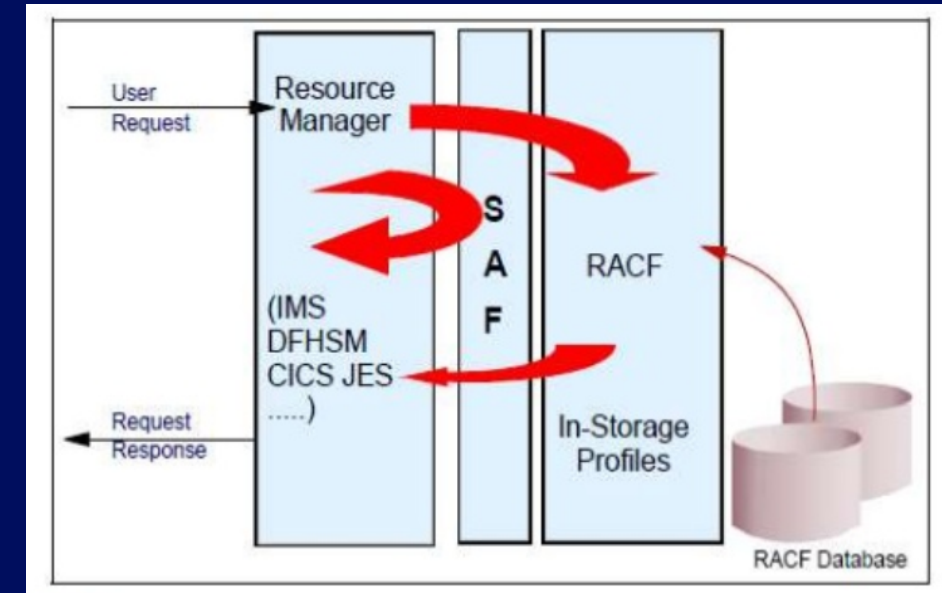 User
Request
Resource
Manager
S
A
F
RACF
(IMS
DFHSM
CICS JES
.....)
Request
Response
In-Storage
Profiles
RACF Database